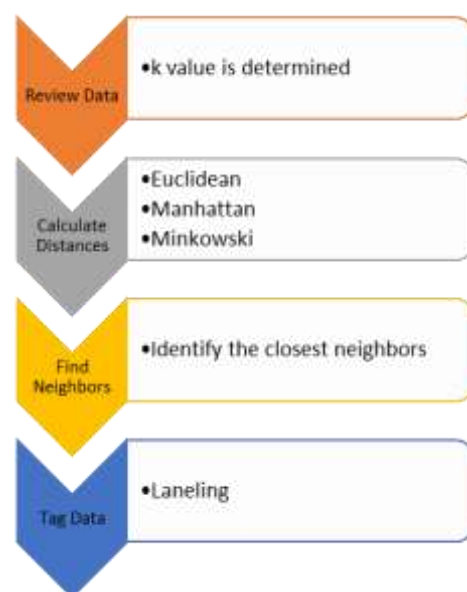 Review Data
•k value is determined
Calculate
Distances
•Euclidean
•Manhattan
•Minkowski
Find
Neighbors
•Identify the closest neighbors
Tag Data
•Laneling